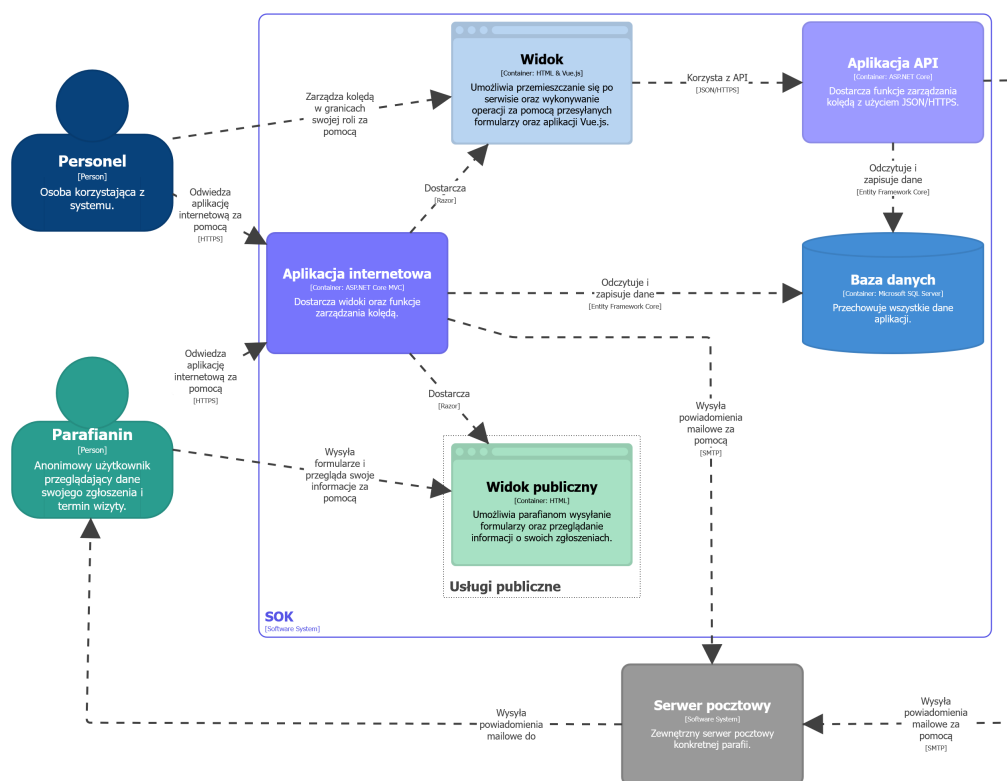 Widok
[Container: HTML & Vue.js]
Umożliwia przemieszczanie się po
serwisie oraz wykonywanie
operacji za pomocą przesyłanych
formularzy oraz aplikacji Vue.js.
Korzysta z API
[JSON/HTTPS]
Aplikacja API
[Container: ASP.NET Core]
Dostarcza funkcje zarządzania
kolędą z użyciem JSON/HTTPS.
Zarządza kolędą
w granicach
swojej roli za
pomocą
Personel
[Person]
Osoba korzystająca z
systemu.
Odwiedza
aplikację
internetową za
pomocą
[HTTPS]
Dostarcza
[Razor]
Odczytuje i
zapisuje dane
[Entity Framework Core]
Aplikacja internetowa
[Container: ASP.NET Core MVC]
Dostarcza widoki oraz funkcje
zarządzania kolędą.
Odczytuje i
zapisuje dane
[Entity Framework Core]
Baza danych
[Container: Microsoft SQL Server]
Przechowuje wszystkie dane
aplikacji.
Odwiedza
aplikację
internetową za
pomocą
[HTTPS]
Dostarcza
[Razor]
Wysyła
powiadomienia
mailowe za
pomocą
[SMTP]
Parafianin
[Person]
Anonimowy użytkownik
przeglądający dane
swojego zgłoszenia i
termin wizyty.
Wysyła
formularze i
przegląda swoje
informacje za
pomocą
Widok publiczny
[Container: HTML]
Umożliwia parafianom wysyłanie
formularzy oraz przeglądanie
informacji o swoich zgłoszeniach.
Usługi publiczne
SOK
[Software System]
Serwer pocztowy
[Software System]
Zewnętrzny serwer pocztowy
konkretnej parafii.
Wysyła
powiadomienia
mailowe do
Wysyła
powiadomienia
mailowe za
pomocą
[SMTP]